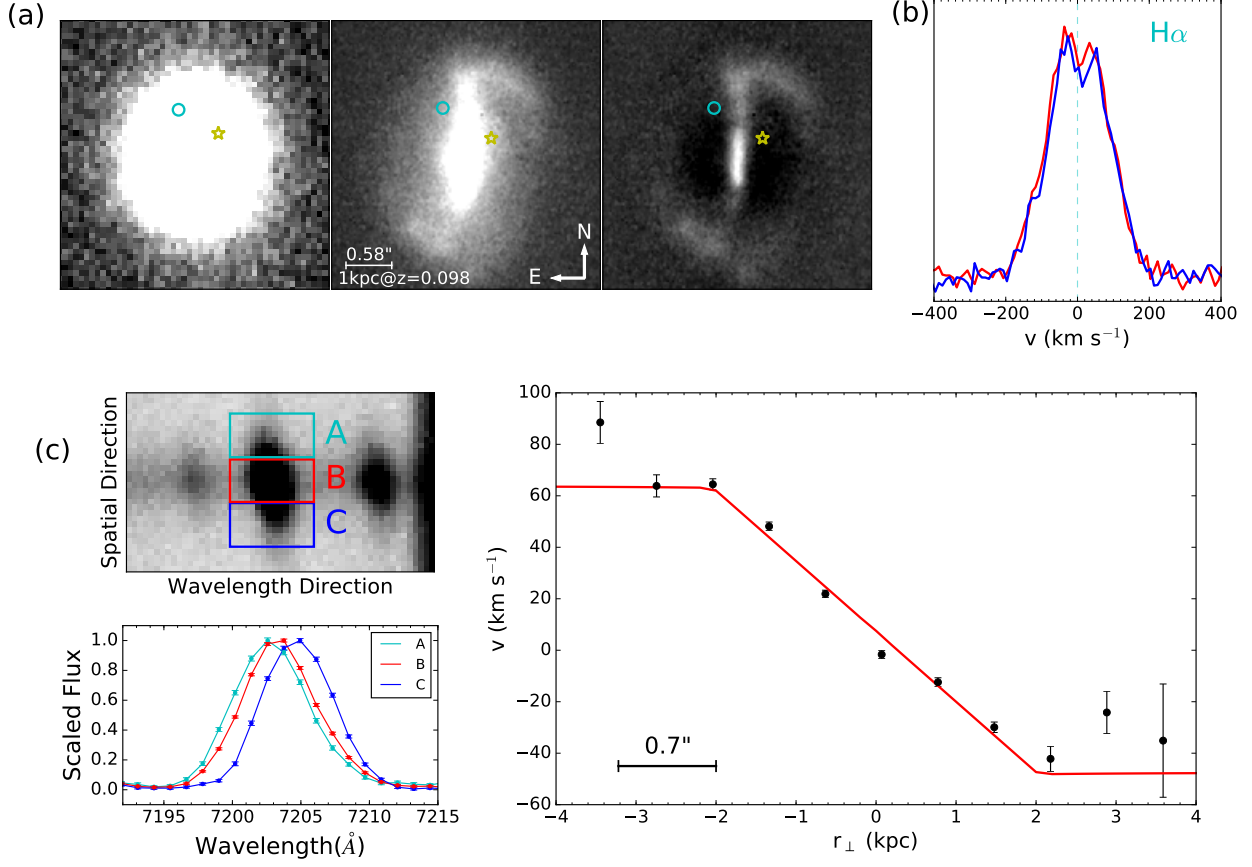 (a)
0.58"
1kpc@z=0.098
N
E
(b)
Hα
−400 −200 0 200 400
v (km s⁻¹)
(c)
Spatial Direction
A
B
C
Wavelength Direction
Scaled Flux
1.0
0.8
0.6
0.4
0.2
0.0
A
B
C
7195 7200 7205 7210 7215
Wavelength(Å)
v (km s⁻¹)
100
80
60
40
20
0
−20
−40
−60
0.7"
−4 −3 −2 −1 0 1 2 3 4
r⊥ (kpc)